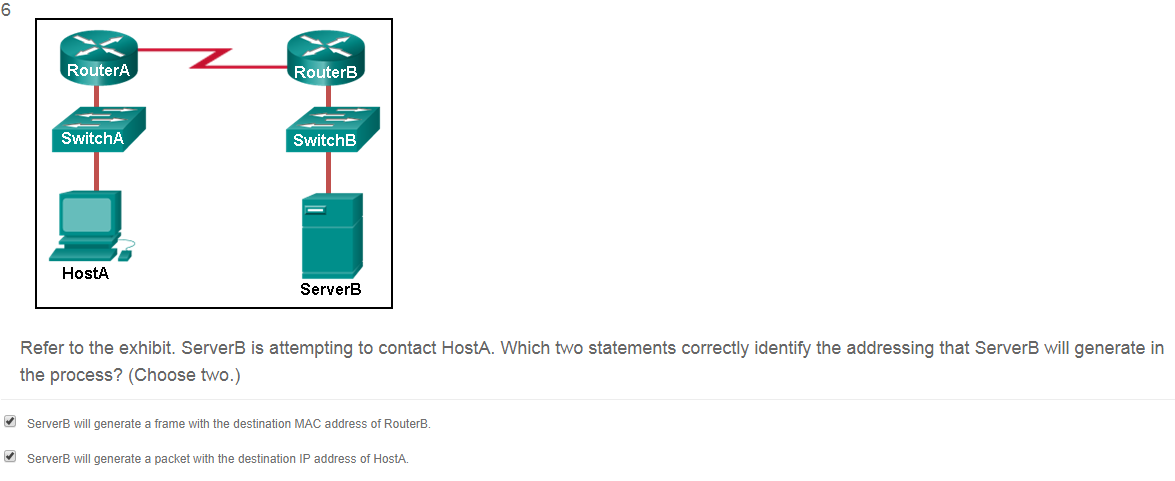 6
RouterA
RouterB
SwitchA
SwitchB
HostA
ServerB
Refer to the exhibit. ServerB is attempting to contact HostA. Which two statements correctly identify the addressing that ServerB will generate in
the process? (Choose two.)
ServerB will generate a frame with the destination MAC address of RouterB.
ServerB will generate a packet with the destination IP address of HostA.